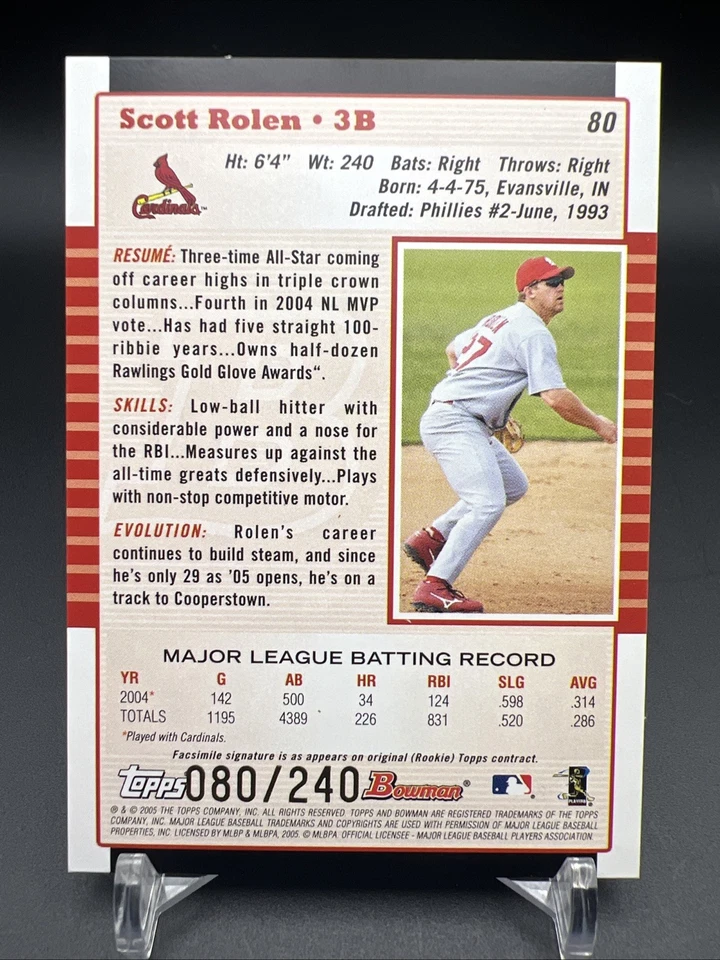 Scott Rolen • 3B
80
Cardinals™
Ht: 6'4" Wt: 240 Bats: Right Throws: Right
Born: 4-4-75, Evansville, IN
Drafted: Phillies #2-June, 1993
RESUMÉ: Three-time All-Star coming
off career highs in triple crown
columns...Fourth in 2004 NL MVP
vote...Has had five straight 100-
ribbie years...Owns half-dozen
Rawlings Gold Glove Awards“.
SKILLS: Low-ball hitter with
considerable power and a nose for
the RBI...Measures up against the
all-time greats defensively...Plays
with non-stop competitive motor.
EVOLUTION: Rolen's career
continues to build steam, and since
he's only 29 as '05 opens, he's on a
track to Cooperstown.
MAJOR LEAGUE BATTING RECORD
YR G AB HR RBI SLG AVG
2004* 142 500 34 124 .598 .314
TOTALS 1195 4389 226 831 .520 .286
*Played with Cardinals.
Facsimile signature is as appears on original (Rookie) Topps contract.
Topps 080/240 Bowman®
® & © 2005 THE TOPPS COMPANY, INC. ALL RIGHTS RESERVED. TOPPS AND BOWMAN ARE REGISTERED TRADEMARKS OF THE TOPPS
COMPANY, INC. MAJOR LEAGUE BASEBALL TRADEMARKS AND COPYRIGHTS ARE USED WITH PERMISSION OF MAJOR LEAGUE BASEBALL
PROPERTIES, INC. LICENSED BY MLBP & MLBPA, 2005. © MLBPA. OFFICIAL LICENSEE - MAJOR LEAGUE BASEBALL PLAYERS ASSOCIATION.